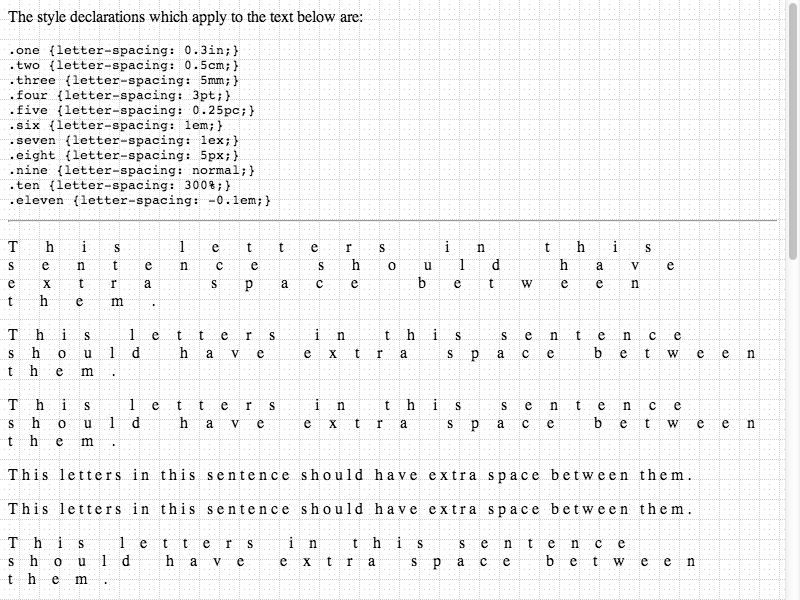 The style declarations which apply to the text below are:
.one {letter-spacing: 0.3in;}
.two {letter-spacing: 0.5cm;}
.three {letter-spacing: 5mm;}
.four {letter-spacing: 3pt;}
.five {letter-spacing: 0.25pc;}
.six {letter-spacing: 1em;}
.seven {letter-spacing: 1ex;}
.eight {letter-spacing: 5px;}
.nine {letter-spacing: normal;}
.ten {letter-spacing: 300%;}
.eleven {letter-spacing: -0.1em;}
This letters in this
sentence should have
extra space between
them.
This letters in this sentence
should have extra space between
them.
This letters in this sentence
should have extra space between
them.
This letters in this sentence should have extra space between them.
This letters in this sentence should have extra space between them.
This letters in this sentence
should have extra space between
them.